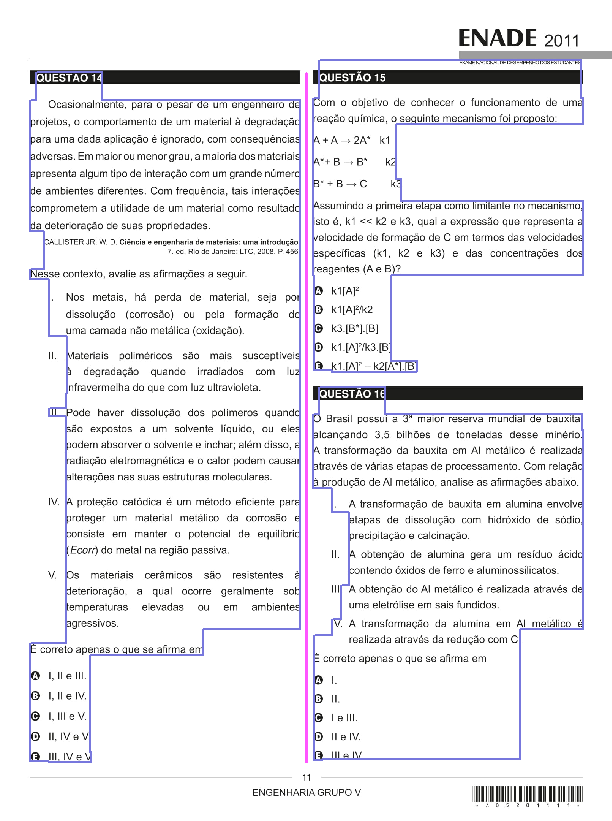 ENADE 2011
EXAME NACIONAL DE DESEMPENHO DOS ESTUDANTES
QUESTÃO 14
Ocasionalmente, para o pesar de um engenheiro de
projetos, o comportamento de um material à degradação
para uma dada aplicação é ignorado, com consequências
adversas. Em maior ou menor grau, a maioria dos materiais
apresenta algum tipo de interação com um grande número
de ambientes diferentes. Com frequência, tais interações
comprometem a utilidade de um material como resultado
da deterioração de suas propriedades.
CALLISTER JR, W. D. Ciência e engenharia de materiais: uma introdução.
7. ed. Rio de Janeiro: LTC, 2008. P. 456.
Nesse contexto, avalie as afirmações a seguir.
I. Nos metais, há perda de material, seja por
dissolução (corrosão) ou pela formação de
uma camada não metálica (oxidação).
II. Materiais poliméricos são mais susceptíveis
à degradação quando irradiados com luz
infravermelha do que com luz ultravioleta.
III. Pode haver dissolução dos polímeros quando
são expostos a um solvente líquido, ou eles
podem absorver o solvente e inchar; além disso, a
radiação eletromagnética e o calor podem causar
alterações nas suas estruturas moleculares.
IV. A proteção catódica é um método eficiente para
proteger um material metálico da corrosão e
consiste em manter o potencial de equilíbrio
(Ecorr) do metal na região passiva.
V. Os materiais cerâmicos são resistentes à
deterioração, a qual ocorre geralmente sob
temperaturas elevadas ou em ambientes
agressivos.
É correto apenas o que se afirma em
A I, II e III.
B I, II e IV.
C I, III e V.
D II, IV e V.
E III, IV e V.
QUESTÃO 15
Com o objetivo de conhecer o funcionamento de uma
reação química, o seguinte mecanismo foi proposto:
A + A → 2A* k1
A*+ B → B* k2
B* + B → C k3
Assumindo a primeira etapa como limitante no mecanismo,
isto é, k1 << k2 e k3, qual a expressão que representa a
velocidade de formação de C em termos das velocidades
específicas (k1, k2 e k3) e das concentrações dos
reagentes (A e B)?
A k1[A]²
B k1[A]²/k2
C k3.[B*].[B]
D k1.[A]²/k3.[B]
E k1.[A]² – k2[A*].[B]
QUESTÃO 16
O Brasil possui a 3ª maior reserva mundial de bauxita,
alcançando 3,5 bilhões de toneladas desse minério.
A transformação da bauxita em Al metálico é realizada
através de várias etapas de processamento. Com relação
à produção de Al metálico, analise as afirmações abaixo.
I. A transformação de bauxita em alumina envolve
etapas de dissolução com hidróxido de sódio,
precipitação e calcinação.
II. A obtenção de alumina gera um resíduo ácido
contendo óxidos de ferro e aluminossilicatos.
III. A obtenção do Al metálico é realizada através de
uma eletrólise em sais fundidos.
IV. A transformação da alumina em Al metálico é
realizada através da redução com C.
É correto apenas o que se afirma em
A I.
B II.
C I e III.
D II e IV.
E III e IV.
11
ENGENHARIA GRUPO V